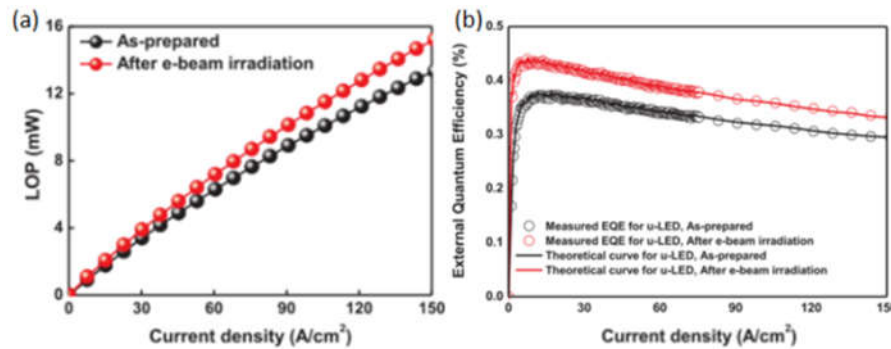 (a)
16
12
8
4
0
LOP (mW)
As-prepared
After e-beam irradiation
0 30 60 90 120 150
Current density (A/cm²)
(b)
0.5
0.4
0.3
0.2
0.1
0.0
External Quantum Efficiency (%)
Measured EQE for u-LED, As-prepared
Measured EQE for u-LED, After e-beam irradiation
Theoretical curve for u-LED, As-prepared
Theoretical curve for u-LED, After e-beam irradiation
0 30 60 90 120 150
Current density (A/cm²)